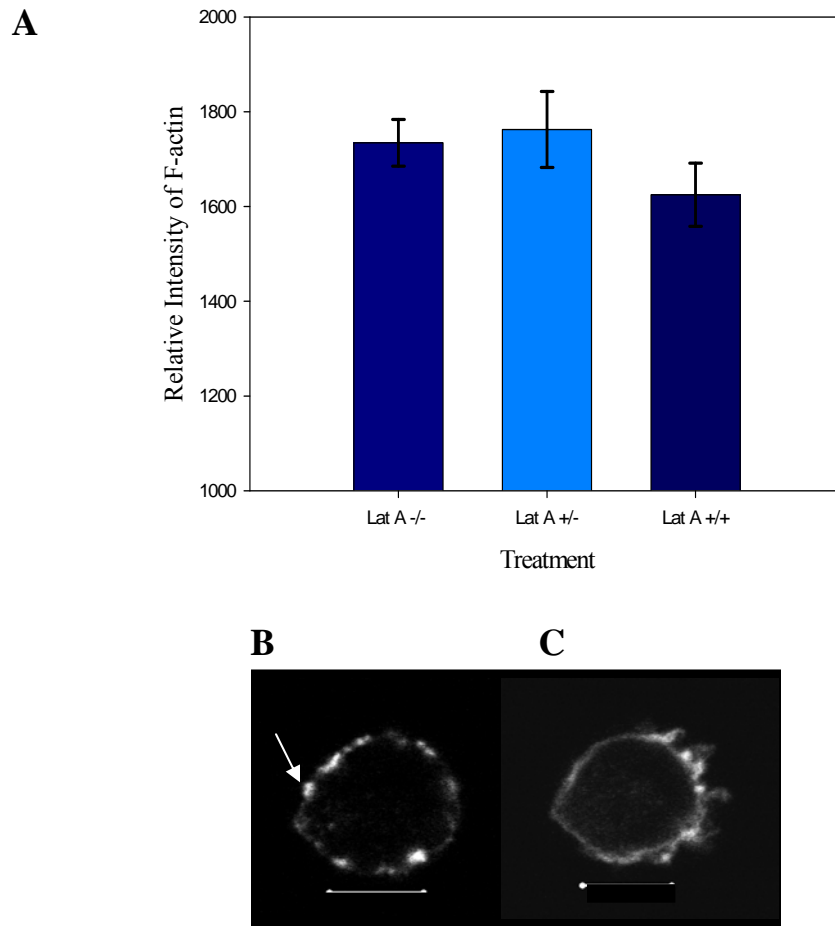 A
Relative Intensity of F-actin
2000
1800
1600
1400
1200
1000
Lat A -/- Lat A +/- Lat A +/+
Treatment
B C